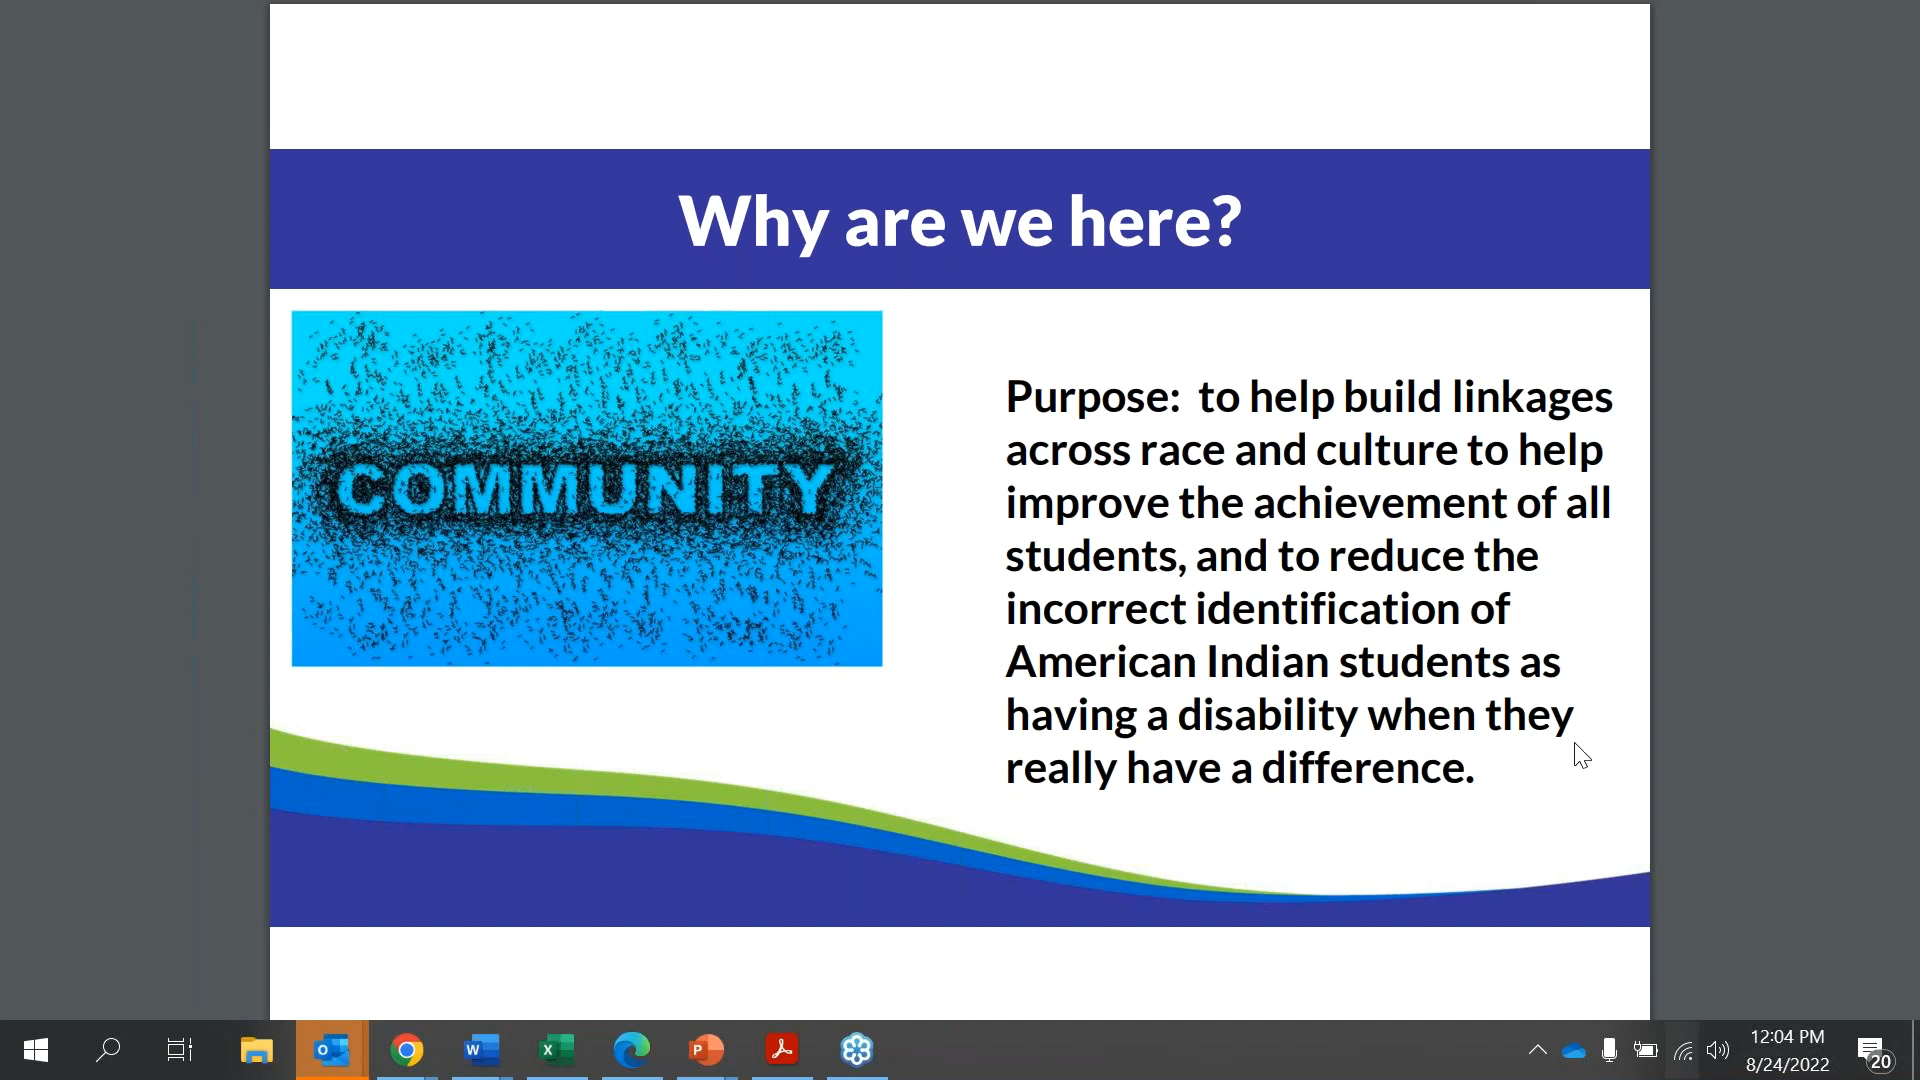 Why are we here?
COMMUNITY
Purpose:  to help build linkages
across race and culture to help
improve the achievement of all
students, and to reduce the
incorrect identification of
American Indian students as
having a disability when they
really have a difference.
12:04 PM
8/24/2022
20